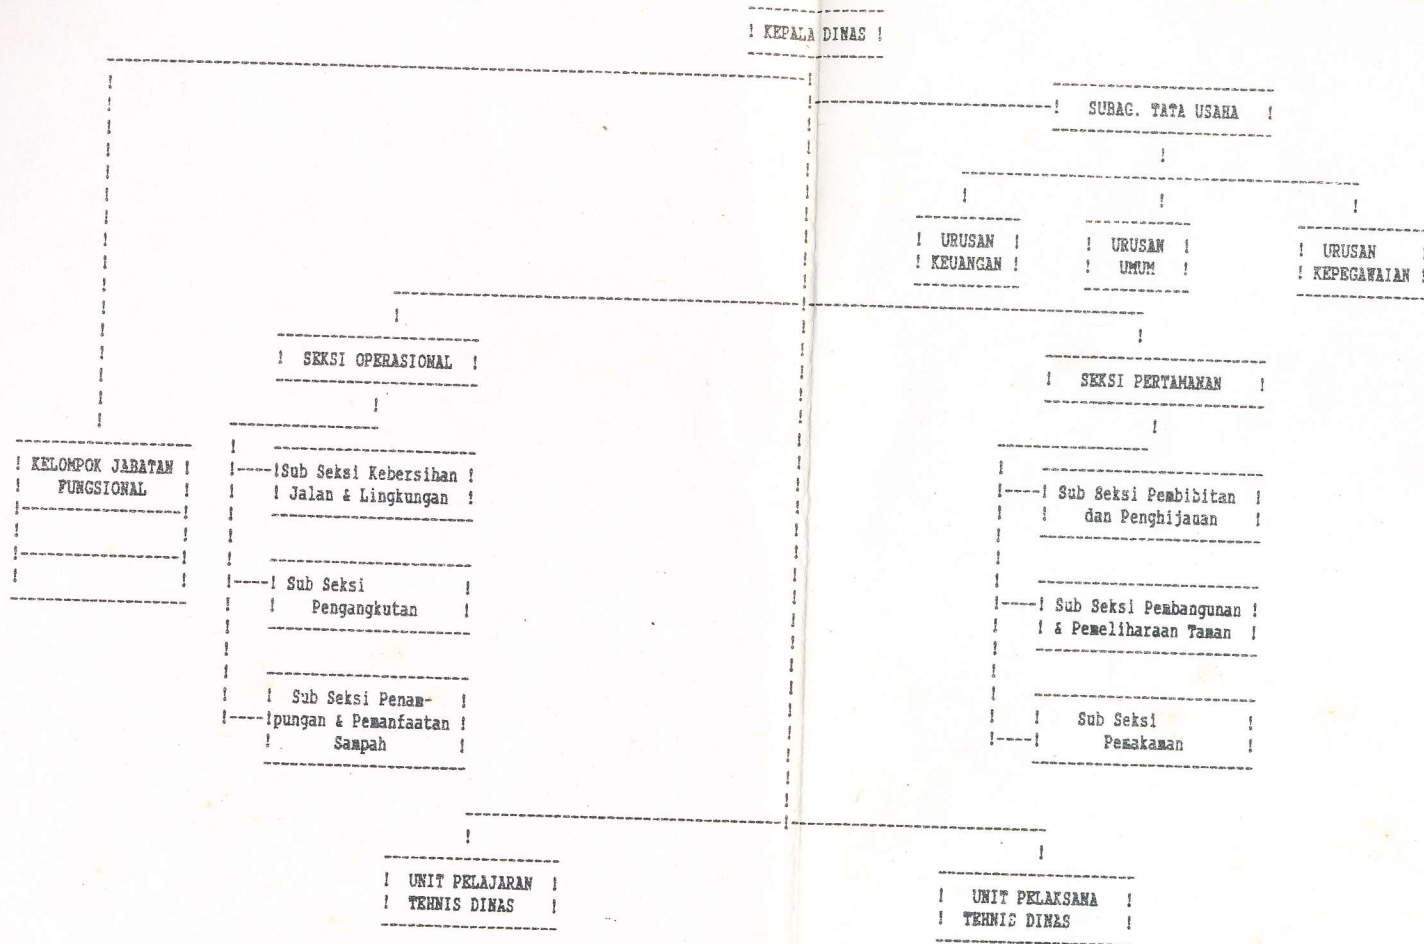 KEPALA DINAS
SUBAG. TATA USAHA
URUSAN
KEUANGAN
URUSAN
UMUM
URUSAN
KEPEGAWAIAN
SEKSI OPERASIONAL
SEKSI PERTAMANAN
KELOMPOK JABATAN
FUNGSIONAL
Sub Seksi Kebersihan
Jalan & Lingkungan
Sub Seksi
Pengangkutan
Sub Seksi Penam-
pungan & Pemanfaatan
Sampah
Sub Seksi Pembibitan
dan Penghijauan
Sub Seksi Pembangunan
& Pemeliharaan Taman
Sub Seksi
Pemakaman
UNIT PELAJARAN
TEHNIS DINAS
UNIT PELAKSANA
TEHNIS DINAS